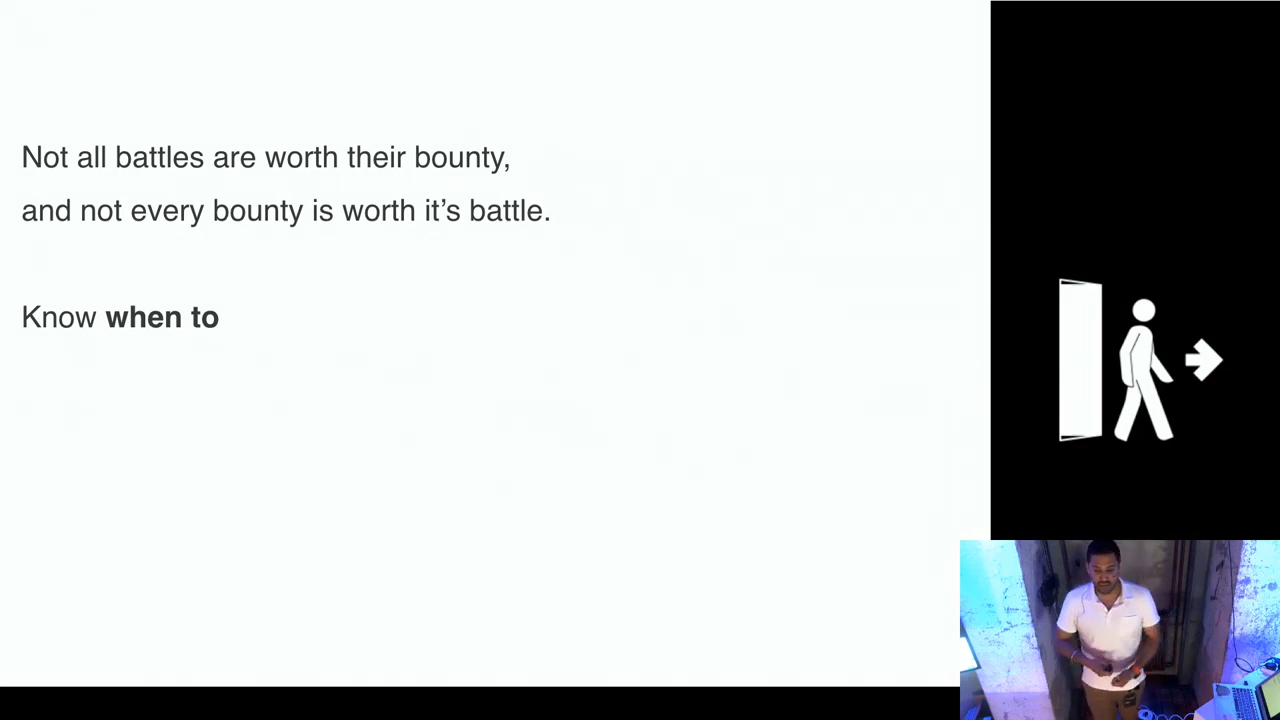 Not all battles are worth their bounty,
and not every bounty is worth it’s battle.
Know when to